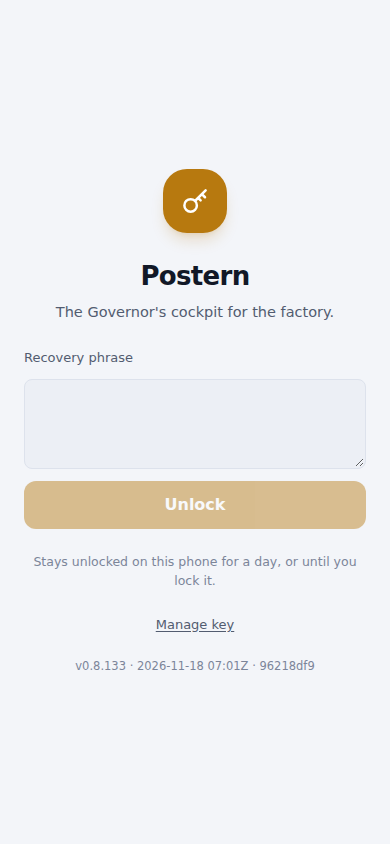 Postern
The Governor's cockpit for the factory.
Recovery phrase
Unlock
Stays unlocked on this phone for a day, or until you
lock it.
Manage key
v0.8.133 · 2026-11-18 07:01Z · 96218df9